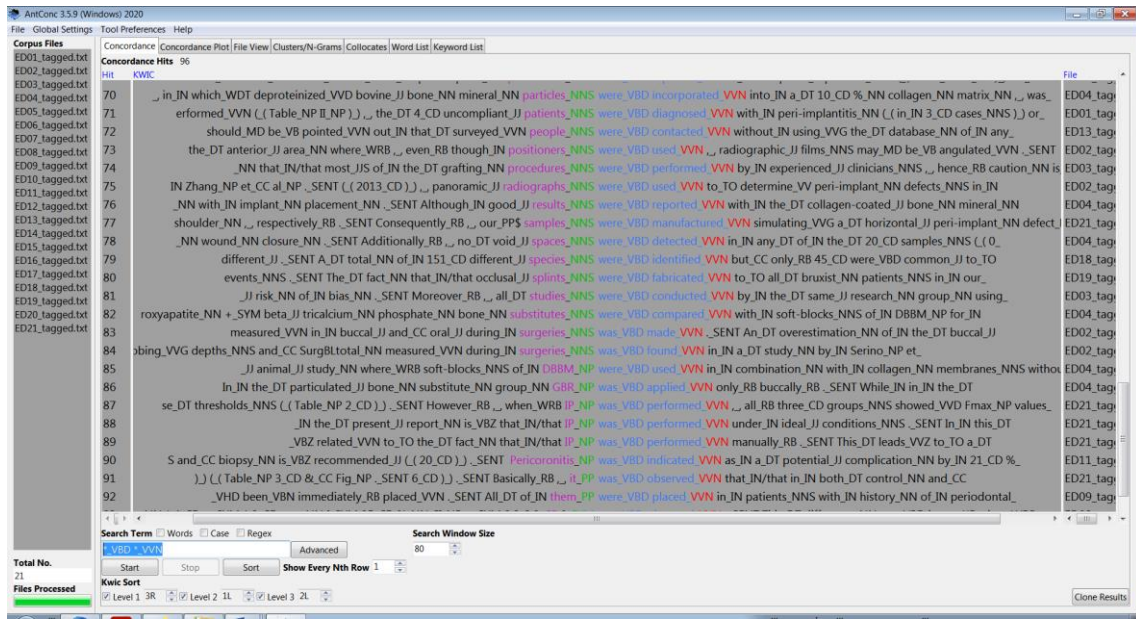 AntConc 3.5.9 (Windows) 2020
File Global Settings Tool Preferences Help
Corpus Files
ED01_tagged.txt
ED02_tagged.txt
ED03_tagged.txt
ED04_tagged.txt
ED05_tagged.txt
ED06_tagged.txt
ED07_tagged.txt
ED08_tagged.txt
ED09_tagged.txt
ED10_tagged.txt
ED11_tagged.txt
ED12_tagged.txt
ED13_tagged.txt
ED14_tagged.txt
ED15_tagged.txt
ED16_tagged.txt
ED17_tagged.txt
ED18_tagged.txt
ED19_tagged.txt
ED20_tagged.txt
ED21_tagged.txt
Total No.
21
Files Processed
Concordance Concordance Plot File View Clusters/N-Grams Collocates Word List Keyword List
Concordance Hits 96
Hit KWIC File
70 _, in_IN which_WDT deproteinized_VVD bovine_JJ bone_NN mineral_NN particles_NNS were_VBD incorporated_VVN into_IN a_DT 10_CD %_NN collagen_NN matrix_NN ,_, was_ ED04_tag
71 erformed_VVN (_( Table_NP II_NP )_) ,_, the_DT 4_CD uncompliant_JJ patients_NNS were_VBD diagnosed_VVN with_IN peri-implantitis_NN (_( in_IN 3_CD cases_NNS )_) or_ ED01_tag
72 should_MD be_VB pointed_VVN out_IN that_DT surveyed_VVN people_NNS were_VBD contacted_VVN without_IN using_VVG the_DT database_NN of_IN any_ ED13_tag
73 the_DT anterior_JJ area_NN where_WRB ,_, even_RB though_IN positioners_NNS were_VBD used_VVN ,_, radiographic_JJ films_NNS may_MD be_VB angulated_VVN ._SENT ED02_tag
74 _NN that_IN/that most_JJS of_IN the_DT grafting_NN procedures_NNS were_VBD performed_VVN by_IN experienced_JJ clinicians_NNS ,_, hence_RB caution_NN is ED03_tag
75 IN Zhang_NP et_CC al_NP ._SENT (_( 2013_CD )_) ,_, panoramic_JJ radiographs_NNS were_VBD used_VVN to_TO determine_VV peri-implant_NN defects_NNS in_IN ED02_tag
76 _NN with_IN implant_NN placement_NN ._SENT Although_IN good_JJ results_NNS were_VBD reported_VVN with_IN the_DT collagen-coated_JJ bone_NN mineral_NN ED04_tag
77 shoulder_NN ,_, respectively_RB ._SENT Consequently_RB ,_, our_PP$ samples_NNS were_VBD manufactured_VVN simulating_VVG a_DT horizontal_JJ peri-implant_NN defect_ ED21_tag
78 _NN wound_NN closure_NN ._SENT Additionally_RB ,_, no_DT void_JJ spaces_NNS were_VBD detected_VVN in_IN any_DT of_IN the_DT 20_CD samples_NNS (_( 0_ ED04_tag
79 different_JJ ._SENT A_DT total_NN of_IN 151_CD different_JJ species_NNS were_VBD identified_VVN but_CC only_RB 45_CD were_VBD common_JJ to_TO ED18_tag
80 events_NNS ._SENT The_DT fact_NN that_IN/that occlusal_JJ splints_NNS were_VBD fabricated_VVN to_TO all_DT bruxist_NN patients_NNS in_IN our_ ED19_tag
81 _JJ risk_NN of_IN bias_NN ._SENT Moreover_RB ,_, all_DT studies_NNS were_VBD conducted_VVN by_IN the_DT same_JJ research_NN group_NN using_ ED03_tag
82 roxyapatite_NN +_SYM beta_JJ tricalcium_NN phosphate_NN bone_NN substitutes_NNS were_VBD compared_VVN with_IN soft-blocks_NNS of_IN DBBM_NP for_IN ED04_tag
83 measured_VVN in_IN buccal_JJ and_CC oral_JJ during_IN surgeries_NNS was_VBD made_VVN ._SENT An_DT overestimation_NN of_IN the_DT buccal_JJ ED02_tag
84 obing_VVG depths_NNS and_CC SurgBLtotal_NN measured_VVN during_IN surgeries_NNS was_VBD found_VVN in_IN a_DT study_NN by_IN Serino_NP et_ ED02_tag
85 _JJ animal_JJ study_NN where_WRB soft-blocks_NNS of_IN DBBM_NP were_VBD used_VVN in_IN combination_NN with_IN collagen_NN membranes_NNS withou ED04_tag
86 In_IN the_DT particulated_JJ bone_NN substitute_NN group_NN GBR_NP was_VBD applied_VVN only_RB buccally_RB ._SENT While_IN in_IN the_DT ED04_tag
87 se_DT thresholds_NNS (_( Table_NP 2_CD )_) ._SENT However_RB ,_, when_WRB IP_NP was_VBD performed_VVN ,_, all_RB three_CD groups_NNS showed_VVD Fmax_NP values_ ED21_tag
88 _IN the_DT present_JJ report_NN is_VBZ that_IN/that IP_NP was_VBD performed_VVN under_IN ideal_JJ conditions_NNS ._SENT In_IN this_DT ED21_tag
89 _VBZ related_VVN to_TO the_DT fact_NN that_IN/that IP_NP was_VBD performed_VVN manually_RB ._SENT This_DT leads_VVZ to_TO a_DT ED21_tag
90 S and_CC biopsy_NN is_VBZ recommended_JJ (_( 20_CD )_) ._SENT Pericoronitis_NP was_VBD indicated_VVN as_IN a_DT potential_JJ complication_NN by_IN 21_CD %_ ED11_tag
91 )_) (_( Table_NP 3_CD &_CC Fig_NP ._SENT 6_CD )_) ._SENT Basically_RB ,_, it_PP was_VBD observed_VVN that_IN/that in_IN both_DT control_NN and_CC ED21_tag
92 _VHD been_VBN immediately_RB placed_VVN ._SENT All_DT of_IN them_PP were_VBD placed_VVN in_IN patients_NNS with_IN history_NN of_IN periodontal_ ED09_tag
Search Term Words Case Regex Search Window Size
*_VBD *_VVN Advanced 80
Start Stop Sort Show Every Nth Row 1
Kwic Sort
Level 1 3R Level 2 1L Level 3 2L Clone Results